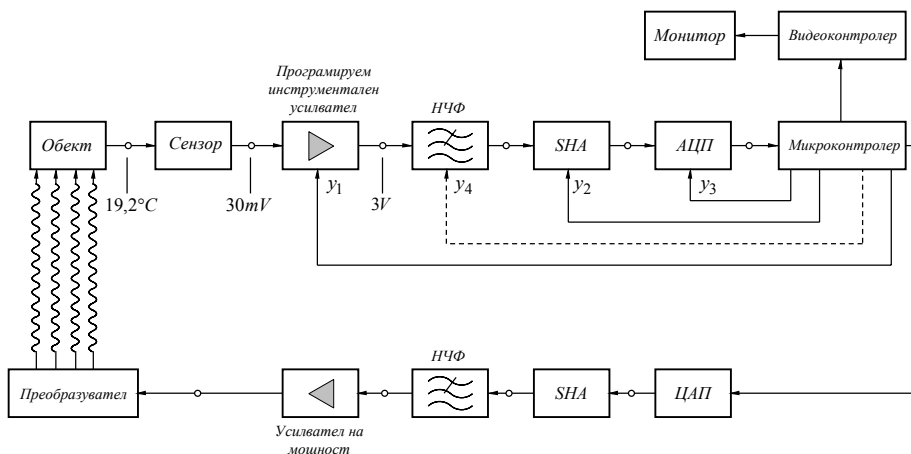 Монитор
Видеоконтролер
Програмируем
инструментален
усилвател
НЧФ
Обект
Сензор
SHA
АЦП
Микроконтролер
19,2°C
30mV
y₁
3V
y₄
y₂
y₃
НЧФ
Преобразувател
SHA
ЦАП
Усилвател на
мощност